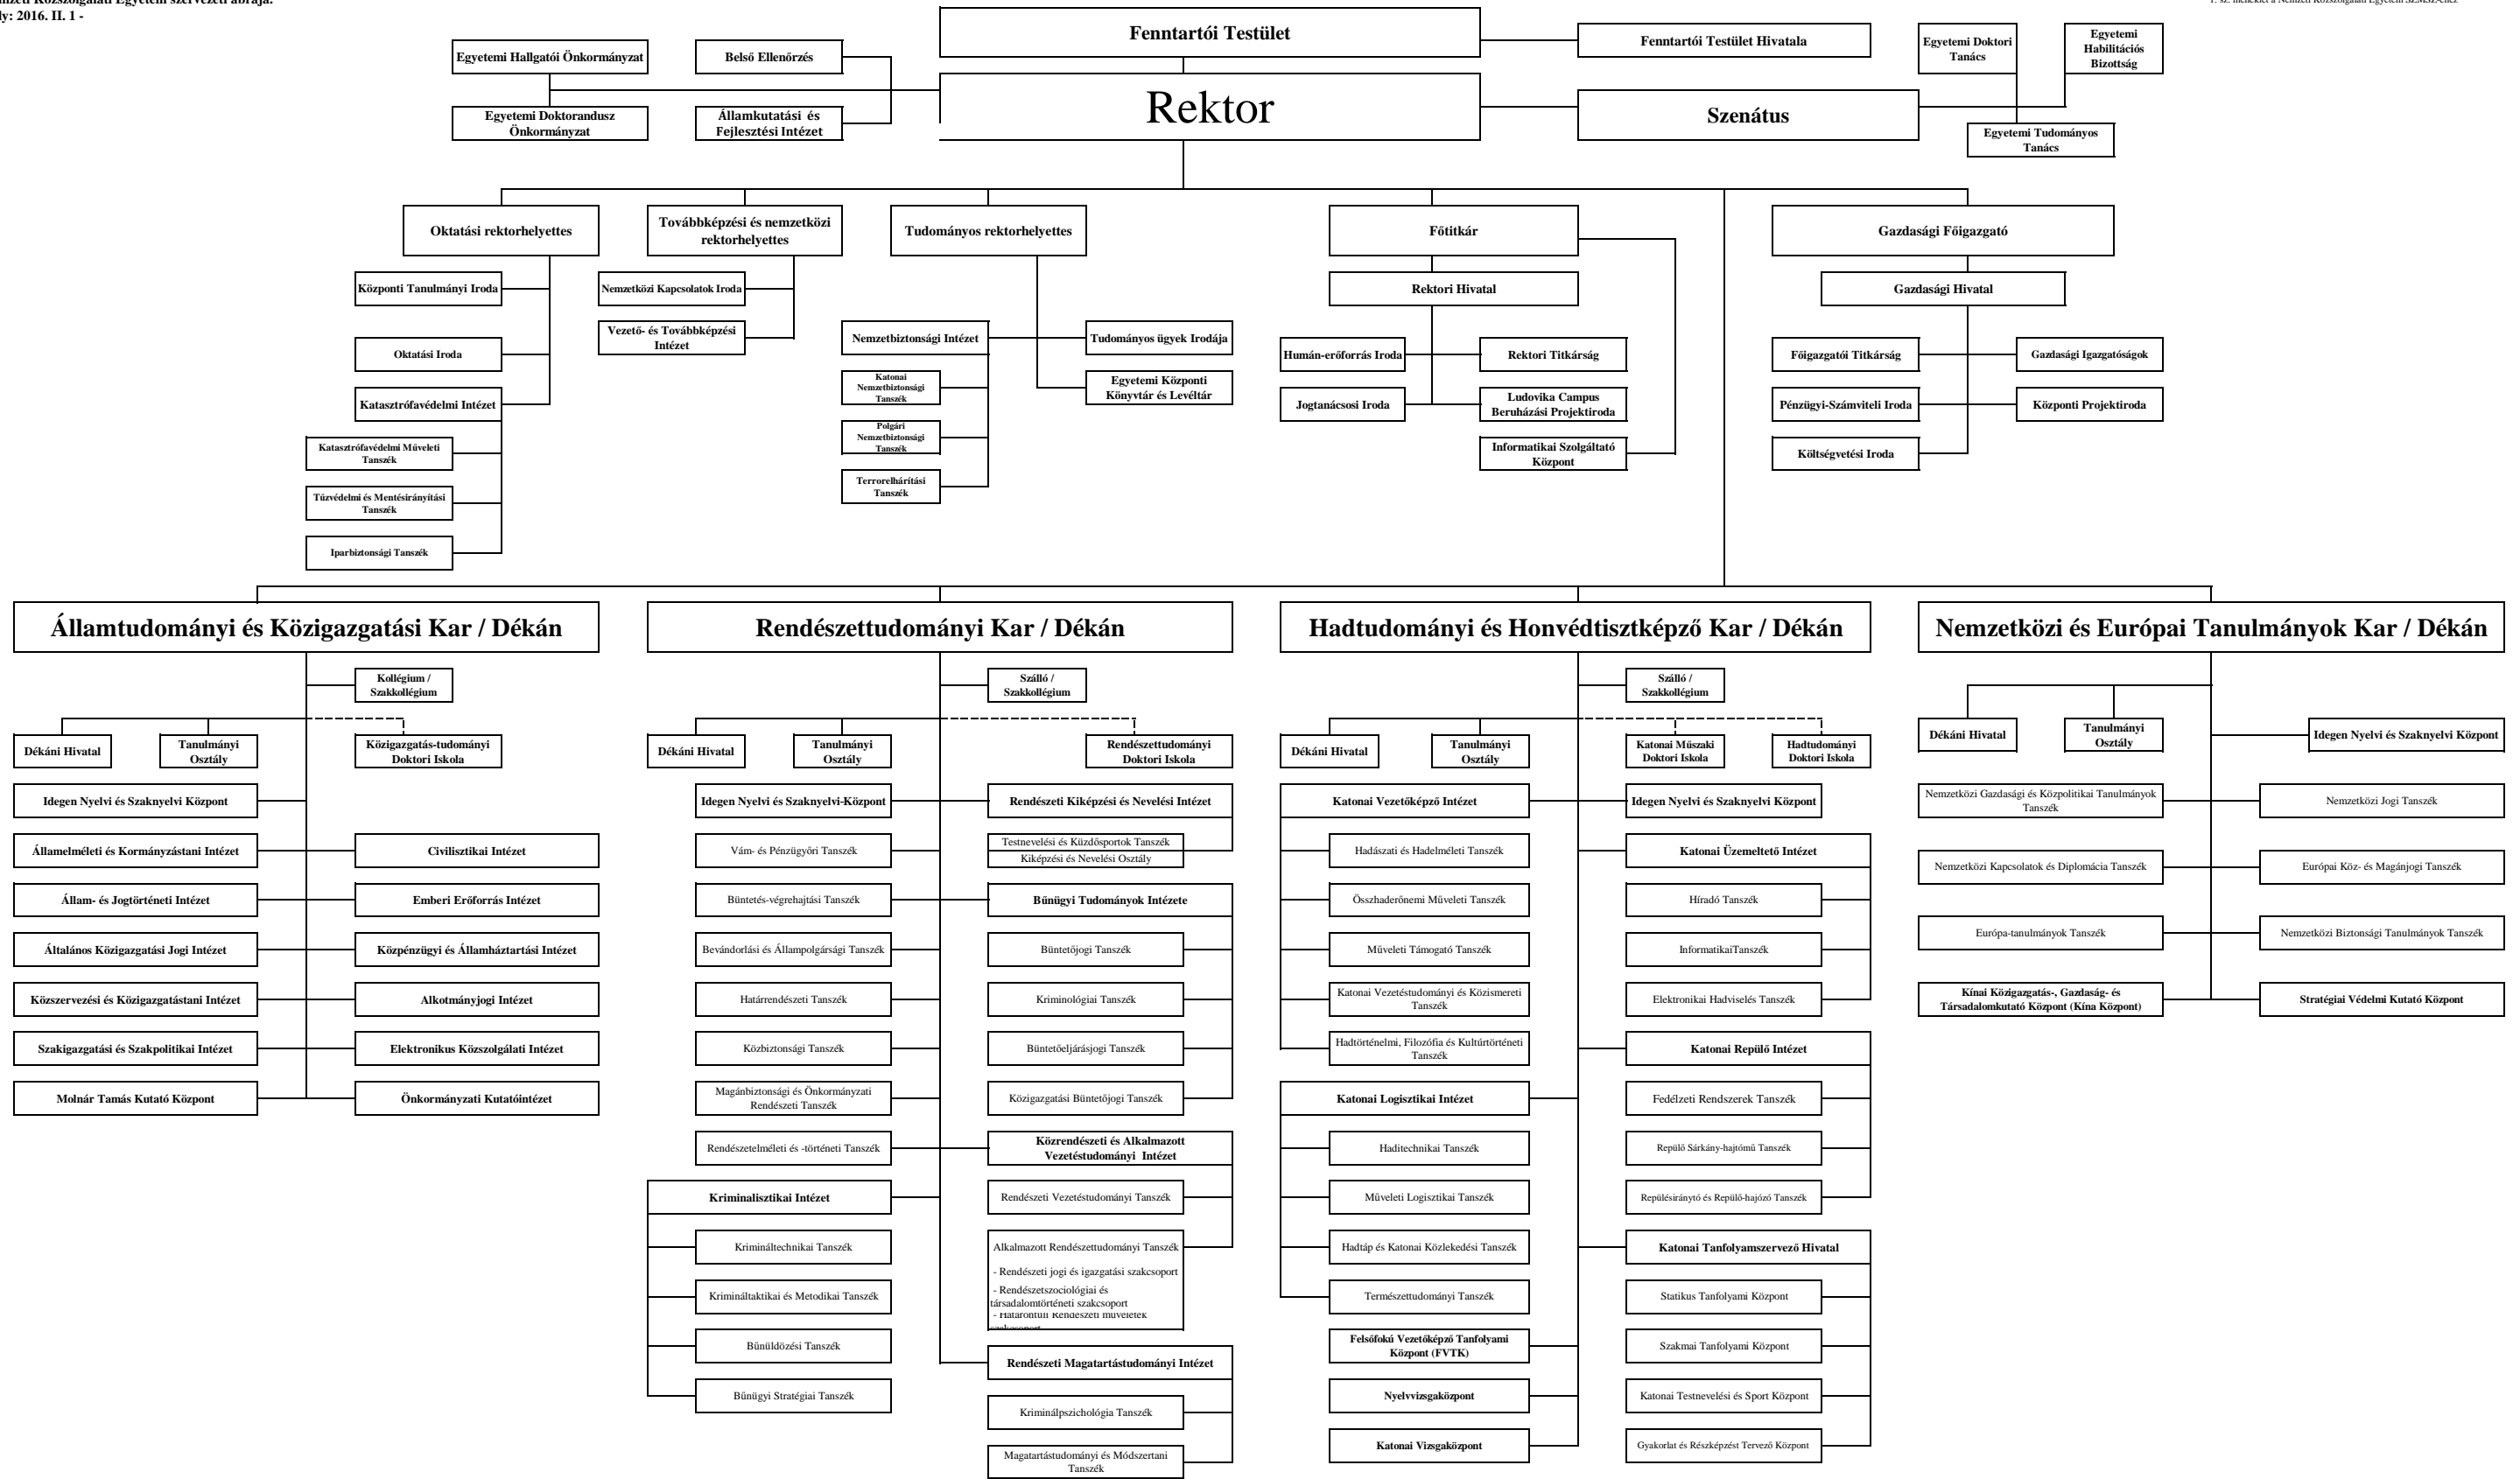 Nemzeti Közszolgálati Egyetem szervezeti ábrája.
2016. II. 1 -
1. sz. melléklet a Nemzeti Közszolgálati Egyetem SZMSZ-éhez
Fenntartói Testület
Fenntartói Testület Hivatala
Egyetemi Doktori
Tanács
Egyetemi
Habilitációs
Bizottság
Egyetemi Hallgatói Önkormányzat
Belső Ellenőrzés
Rektor
Szenátus
Egyetemi Doktorandusz
Önkormányzat
Államkutatási és
Fejlesztési Intézet
Egyetemi Tudományos
Tanács
Oktatási rektorhelyettes
Továbbképzési és nemzetközi
rektorhelyettes
Tudományos rektorhelyettes
Főtitkár
Gazdasági Főigazgató
Központi Tanulmányi Iroda
Nemzetközi Kapcsolatok Iroda
Rektori Hivatal
Gazdasági Hivatal
Vezető- és Továbbképzési
Intézet
Nemzetbiztonsági Intézet
Tudományos ügyek Irodája
Oktatási Iroda
Humán-erőforrás Iroda
Rektori Titkárság
Főigazgatói Titkárság
Gazdasági Igazgatóságok
Katonai
Nemzetbiztonsági
Tanszék
Egyetemi Központi
Könyvtár és Levéltár
Katasztrófavédelmi Intézet
Jogtanácsosi Iroda
Ludovika Campus
Beruházási Projektiroda
Pénzügyi-Számviteli Iroda
Központi Projektiroda
Polgári
Nemzetbiztonsági
Tanszék
Katasztrófavédelmi Műveleti
Tanszék
Informatikai Szolgáltató
Központ
Költségvetési Iroda
Terrorelhárítási
Tanszék
Tűzvédelmi és Mentésirányítási
Tanszék
Iparbiztonsági Tanszék
Államtudományi és Közigazgatási Kar / Dékán
Rendészettudományi Kar / Dékán
Hadtudományi és Honvédtisztképző Kar / Dékán
Nemzetközi és Európai Tanulmányok Kar / Dékán
Kollégium /
Szakkollégium
Szálló /
Szakkollégium
Szálló /
Szakkollégium
Dékáni Hivatal
Tanulmányi
Osztály
Közigazgatás-tudományi
Doktori Iskola
Dékáni Hivatal
Tanulmányi
Osztály
Rendészettudományi
Doktori Iskola
Dékáni Hivatal
Tanulmányi
Osztály
Katonai Műszaki
Doktori Iskola
Hadtudományi
Doktori Iskola
Dékáni Hivatal
Tanulmányi
Osztály
Idegen Nyelvi és Szaknyelvi Központ
Idegen Nyelvi és Szaknyelvi Központ
Idegen Nyelvi és Szaknyelvi-Központ
Rendészeti Kiképzési és Nevelési Intézet
Katonai Vezetőképző Intézet
Idegen Nyelvi és Szaknyelvi Központ
Nemzetközi Gazdasági és Közpolitikai Tanulmányok
Tanszék
Nemzetközi Jogi Tanszék
Államelméleti és Kormányzástani Intézet
Civilisztikai Intézet
Vám- és Pénzügyőri Tanszék
Testnevelési és Küzdősportok Tanszék
Kiképzési és Nevelési Osztály
Hadászati és Hadelméleti Tanszék
Katonai Üzemeltető Intézet
Nemzetközi Kapcsolatok és Diplomácia Tanszék
Európai Köz- és Magánjogi Tanszék
Állam- és Jogtörténeti Intézet
Emberi Erőforrás Intézet
Büntetés-végrehajtási Tanszék
Bűnügyi Tudományok Intézete
Összhaderőnemi Műveleti Tanszék
Híradó Tanszék
Európa-tanulmányok Tanszék
Nemzetközi Biztonsági Tanulmányok Tanszék
Általános Közigazgatási Jogi Intézet
Közpénzügyi és Államháztartási Intézet
Bevándorlási és Állampolgársági Tanszék
Büntetőjogi Tanszék
Műveleti Támogató Tanszék
InformatikaiTanszék
Közszervezési és Közigazgatástani Intézet
Alkotmányjogi Intézet
Határrendészeti Tanszék
Kriminológiai Tanszék
Katonai Vezetéstudományi és Közismereti
Tanszék
Elektronikai Hadviselés Tanszék
Kínai Közigazgatás-, Gazdaság- és
Társadalomkutató Központ (Kína Központ)
Stratégiai Védelmi Kutató Központ
Szakigazgatási és Szakpolitikai Intézet
Elektronikus Közszolgálati Intézet
Közbiztonsági Tanszék
Büntetőeljárásjogi Tanszék
Hadtörténelmi, Filozófia és Kultúrtörténeti
Tanszék
Katonai Repülő Intézet
Molnár Tamás Kutató Központ
Önkormányzati Kutatóintézet
Magánbiztonsági és Önkormányzati
Rendészeti Tanszék
Közigazgatási Büntetőjogi Tanszék
Katonai Logisztikai Intézet
Fedélzeti Rendszerek Tanszék
Rendészetelméleti és -történeti Tanszék
Közrendészeti és Alkalmazott
Vezetéstudományi Intézet
Haditechnikai Tanszék
Repülő Sárkány-hajtómű Tanszék
Kriminalisztikai Intézet
Rendészeti Vezetéstudományi Tanszék
Műveleti Logisztikai Tanszék
Repülésiránytó és Repülő-hajózó Tanszék
Krimináltechnikai Tanszék
Alkalmazott Rendészettudományi Tanszék
- Rendészeti jogi és igazgatási szakcsoport
- Rendészetszociológiai és
társadalomtörténeti szakcsoport
- Határontúli Rendészeti műveletek
szakcsoport
Hadtáp és Katonai Közlekedési Tanszék
Katonai Tanfolyamszervező Hivatal
Krimináltaktikai és Metodikai Tanszék
Természettudományi Tanszék
Statikus Tanfolyami Központ
Bűnüldözési Tanszék
Rendészeti Magatartástudományi Intézet
Felsőfokú Vezetőképző Tanfolyami
Központ (FVTK)
Szakmai Tanfolyami Központ
Bűnügyi Stratégiai Tanszék
Kriminálpszichológia Tanszék
Nyelvvizsgaközpont
Katonai Testnevelési és Sport Központ
Magatartástudományi és Módszertani
Tanszék
Katonai Vizsgaközpont
Gyakorlat és Részképzést Tervező Központ